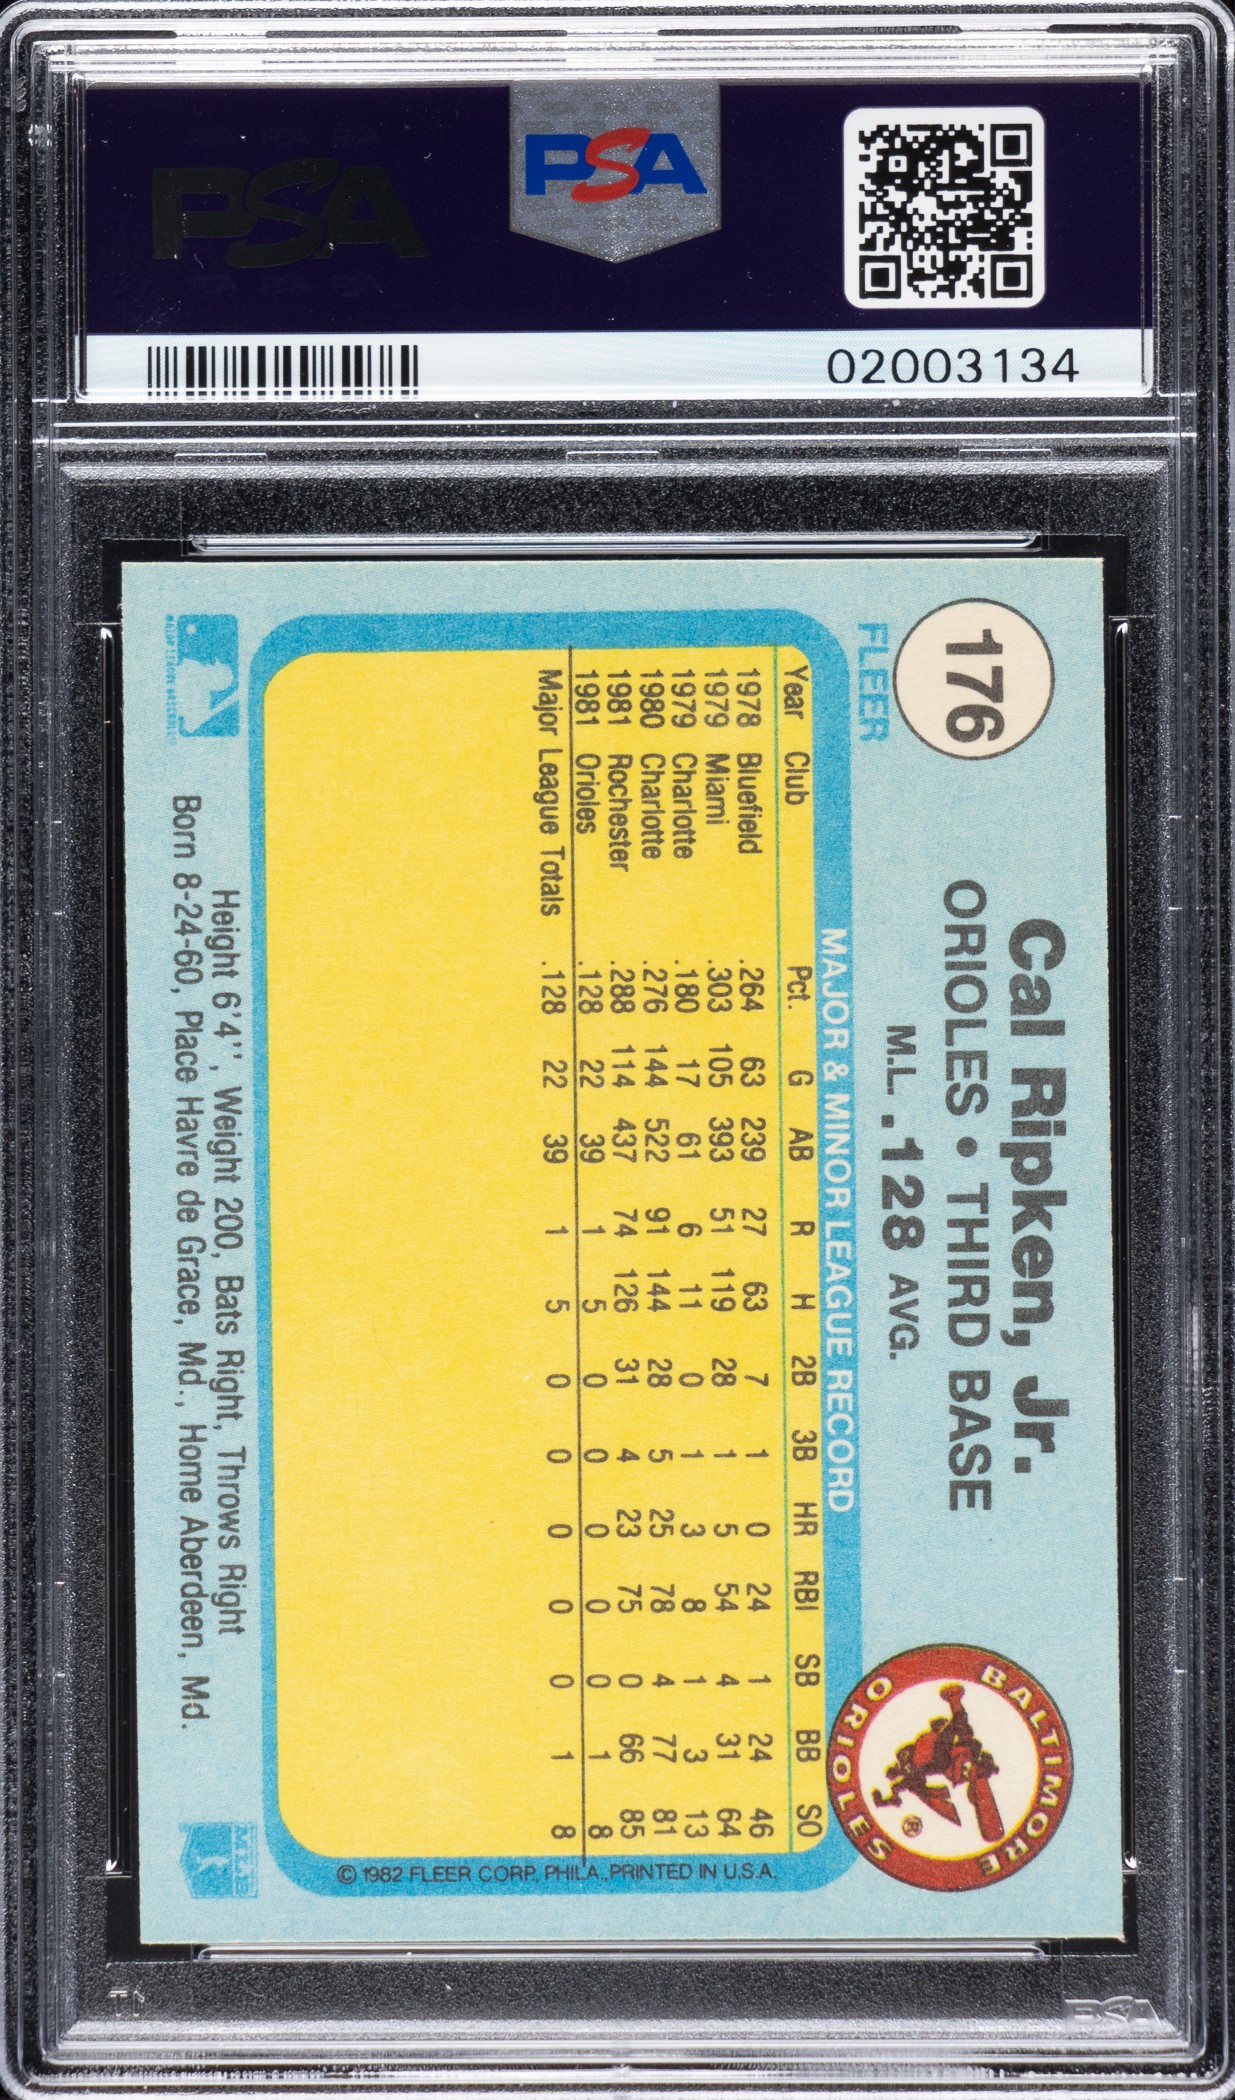 PSA
PSA
02003134
176
FLEER
Cal Ripken, Jr.
ORIOLES • THIRD BASE
M.L. .128 AVG.
BALTIMORE
ORIOLES
®
MAJOR & MINOR LEAGUE RECORD
Year Club Pct. G AB R H 2B 3B HR RBI SB BB SO
1978 Bluefield .264 63 239 27 63 7 1 0 24 1 24 46
1979 Miami .303 105 393 51 119 28 1 5 54 4 31 64
1979 Charlotte .180 17 61 6 11 0 1 3 8 1 3 13
1980 Charlotte .276 144 522 91 144 28 5 25 78 4 77 81
1981 Rochester .288 114 437 74 126 31 4 23 75 0 66 85
1981 Orioles .128 22 39 1 5 0 0 0 0 0 1 8
Major League Totals .128 22 39 1 5 0 0 0 0 0 1 8
© 1982 FLEER CORP., PHILA., PRINTED IN U.S.A.
Height 6'4'', Weight 200, Bats Right, Throws Right
Born 8-24-60, Place Havre de Grace, Md., Home Aberdeen, Md.
MAJOR LEAGUE BASEBALL
PSA